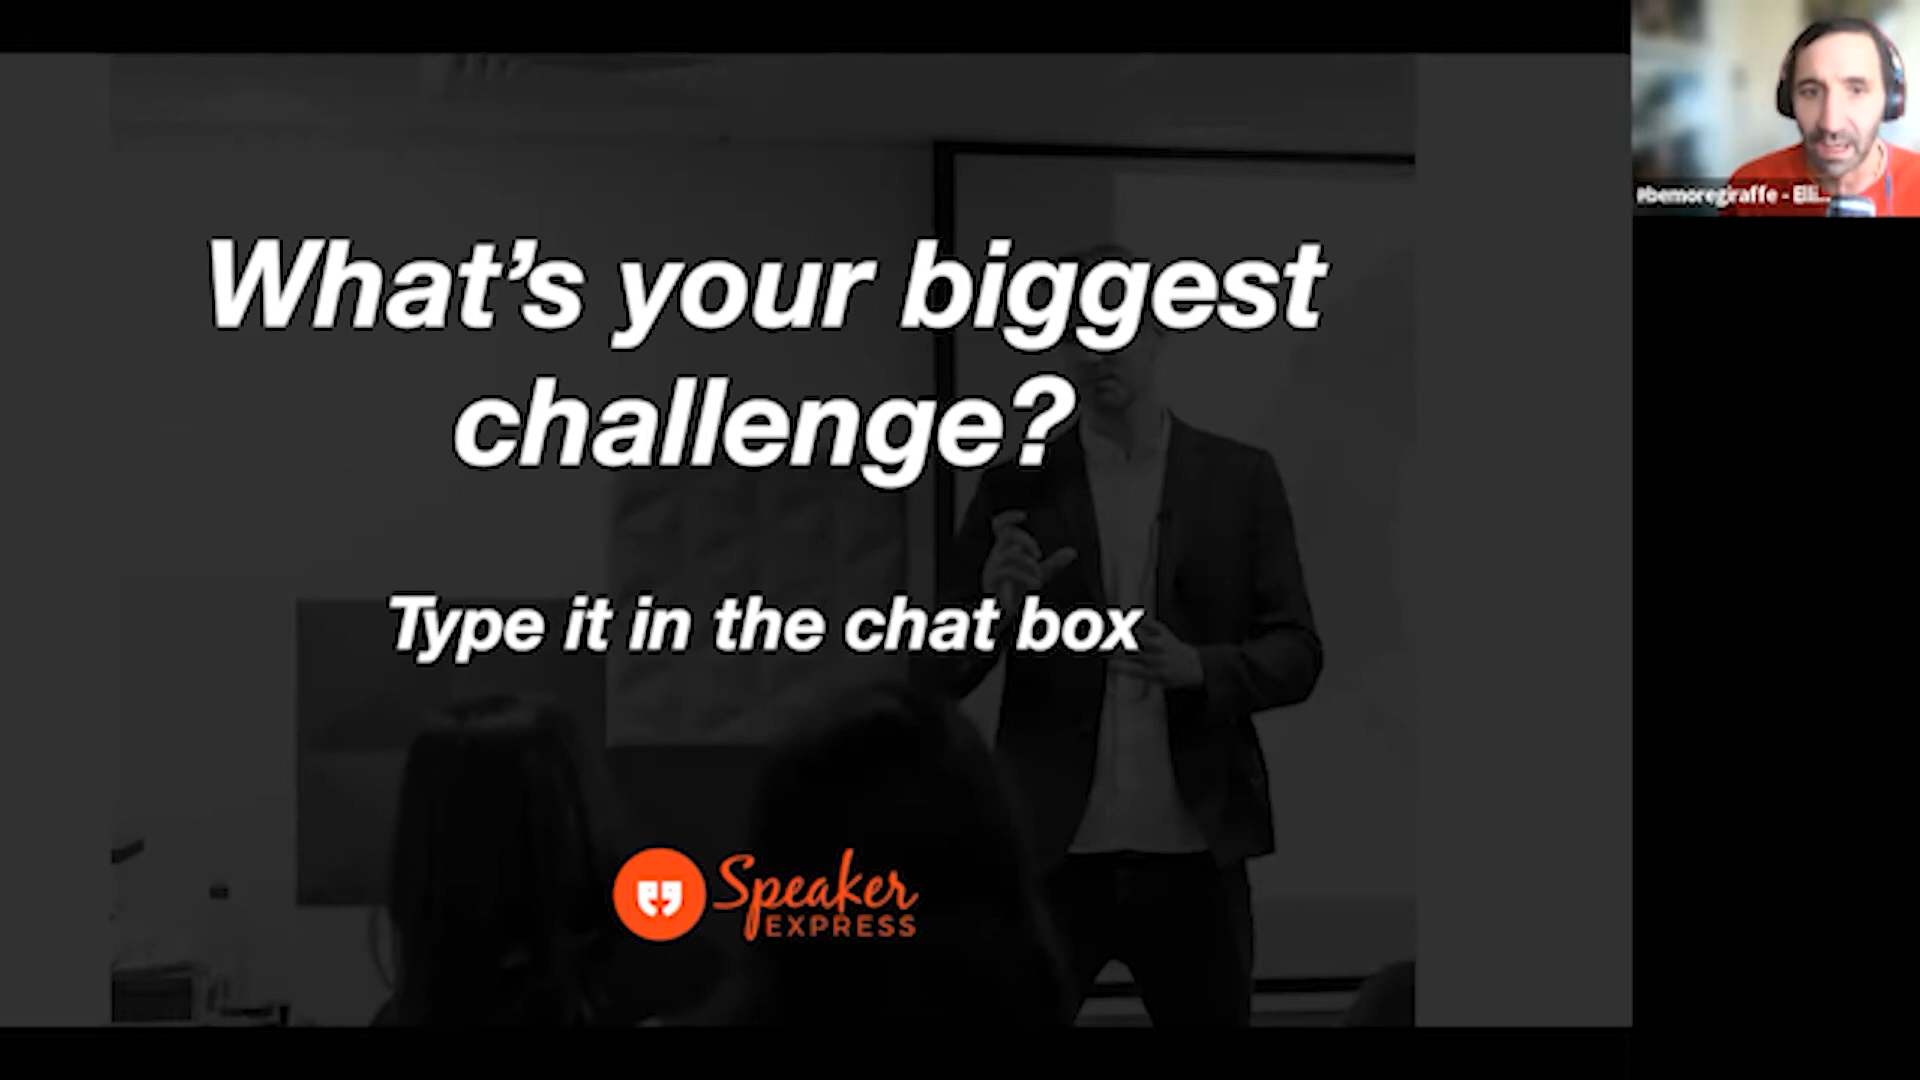 What's your biggest
challenge?
Type it in the chat box
Speaker
EXPRESS
#bemoregiraffe - Elli...